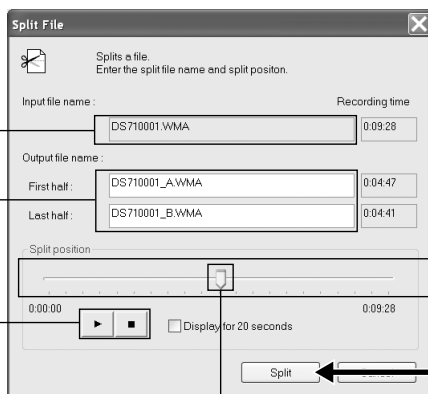 Split File
Splits a file.
Enter the split file name and split positon.
Input file name :
Recording time
DS710001.WMA
0:09:28
Output file name :
First half :
DS710001_A.WMA
0:04:47
Last half :
DS710001_B.WMA
0:04:41
Split position
0:00:00
0:09:28
Display for 20 seconds
Split